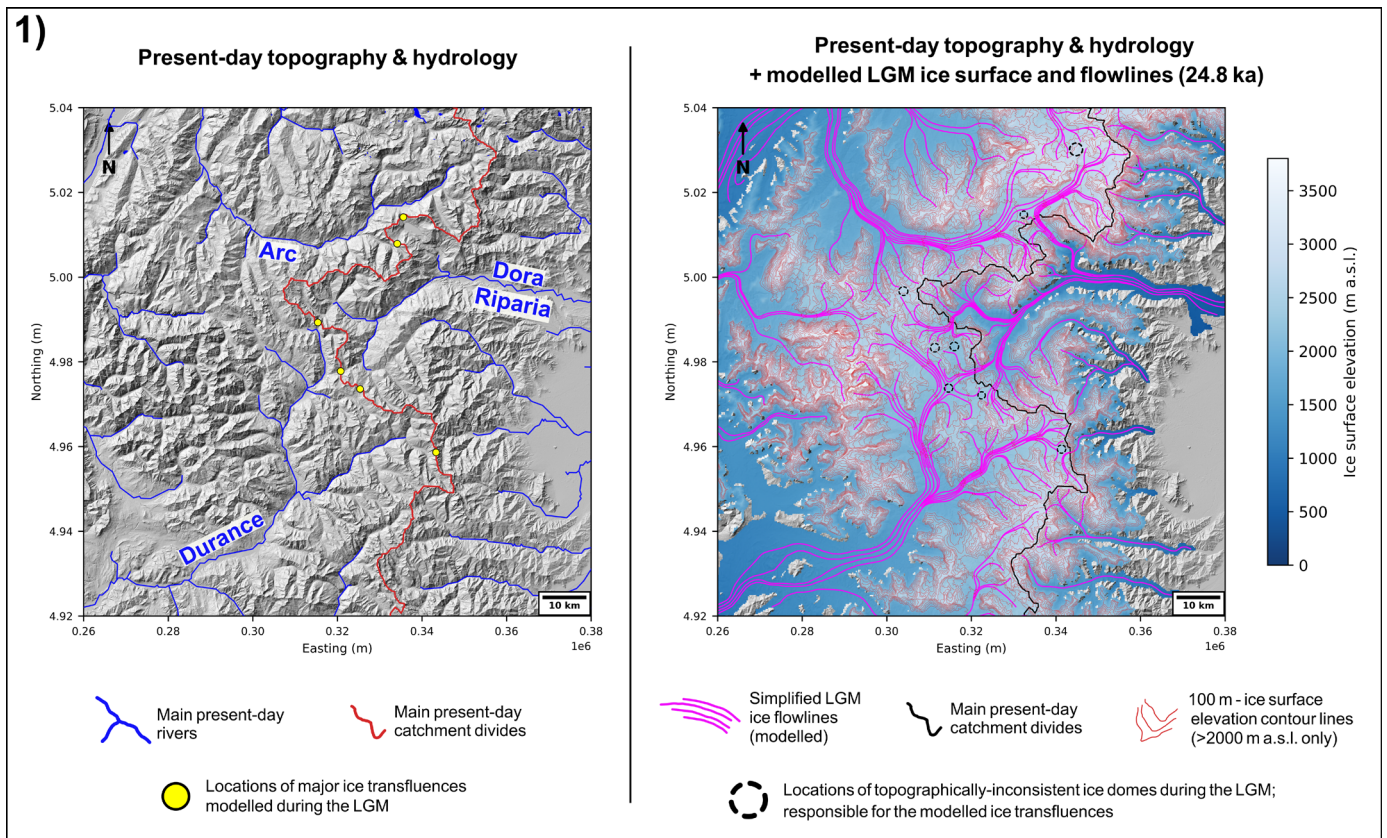 1)
Present-day topography & hydrology
5.04
5.02
5.00
4.98
4.96
4.94
4.92
Northing (m)
N
Arc
Dora
Riparia
Durance
10 km
0.26
0.28
0.30
0.32
0.34
0.36
0.38
1e6
Easting (m)
Main present-day
rivers
Main present-day
catchment divides
Locations of major ice transfluences
modelled during the LGM
Present-day topography & hydrology
+ modelled LGM ice surface and flowlines (24.8 ka)
5.04
5.02
5.00
4.98
4.96
4.94
4.92
Northing (m)
N
10 km
0.26
0.28
0.30
0.32
0.34
0.36
0.38
1e6
Easting (m)
3500
3000
2500
2000
1500
1000
500
0
Ice surface elevation (m a.s.l.)
Simplified LGM
ice flowlines
(modelled)
Main present-day
catchment divides
100 m - ice surface
elevation contour lines
(>2000 m a.s.l. only)
Locations of topographically-inconsistent ice domes during the LGM;
responsible for the modelled ice transfluences